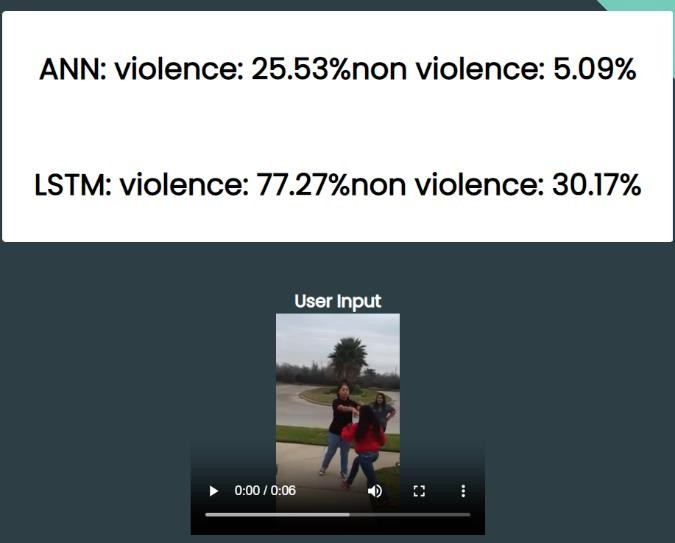 ANN: violence: 25.53%non violence: 5.09%
LSTM: violence: 77.27%non violence: 30.17%
User Input
0:00 / 0:06